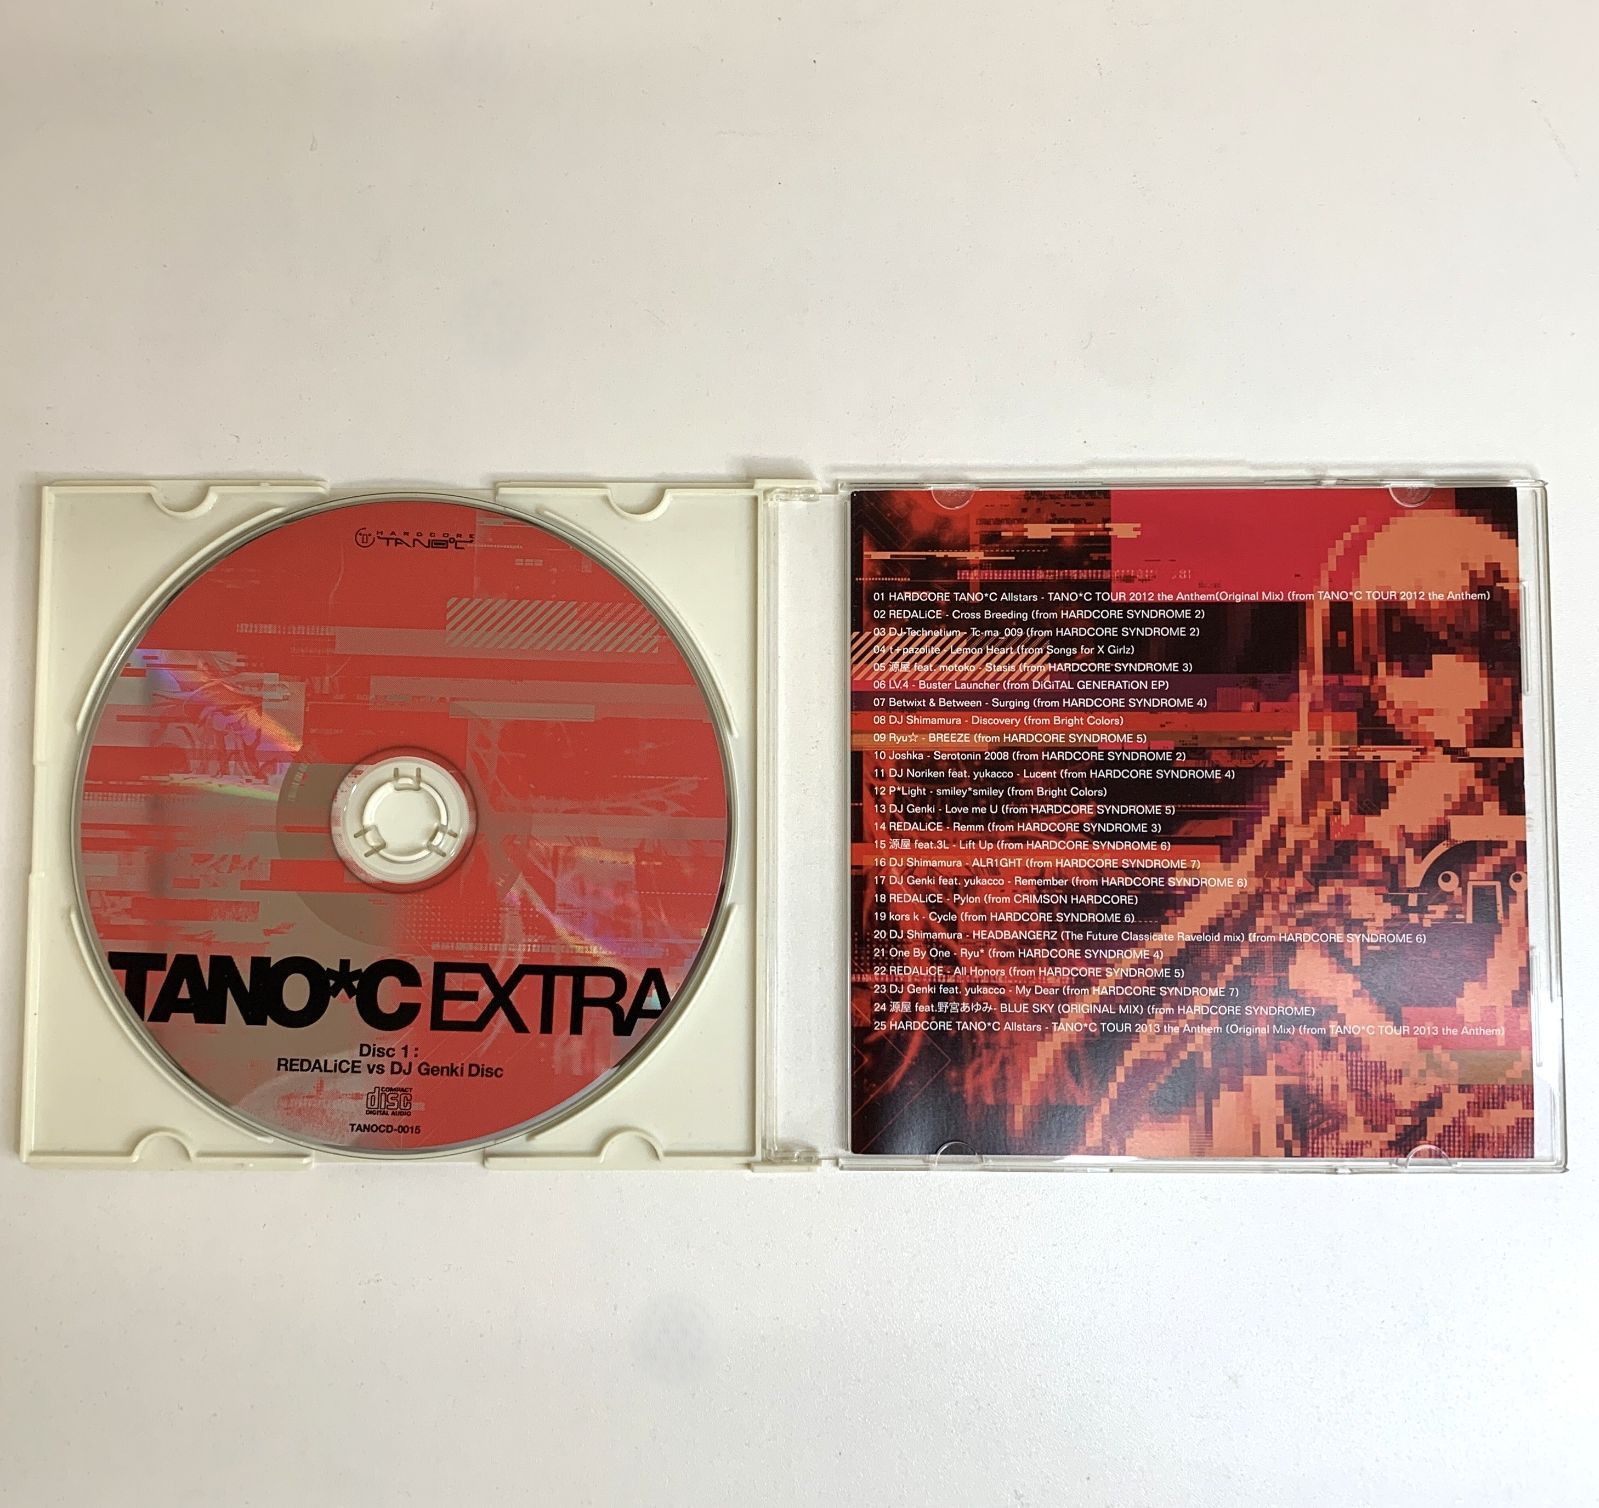 HARDCORE
TANO*C
TANO*C EXTRA
Disc 1 :
REDALiCE vs DJ Genki Disc
COMPACT
disc
DIGITAL AUDIO
TANOCD-0015
01 HARDCORE TANO*C Allstars - TANO*C TOUR 2012 the Anthem(Original Mix) (from TANO*C TOUR 2012 the Anthem)
02 REDALiCE - Cross Breeding (from HARDCORE SYNDROME 2)
03 DJ-Technetium - Tc-ma_009 (from HARDCORE SYNDROME 2)
04 t+pazolite - Lemon Heart (from Songs for X Girlz)
05 源屋 feat. motoko - Stasis (from HARDCORE SYNDROME 3)
06 LV.4 - Buster Launcher (from DiGiTAL GENERATiON EP)
07 Betwixt & Between - Surging (from HARDCORE SYNDROME 4)
08 DJ Shimamura - Discovery (from Bright Colors)
09 Ryu☆ - BREEZE (from HARDCORE SYNDROME 5)
10 Joshka - Serotonin 2008 (from HARDCORE SYNDROME 2)
11 DJ Noriken feat. yukacco - Lucent (from HARDCORE SYNDROME 4)
12 P*Light - smiley*smiley (from Bright Colors)
13 DJ Genki - Love me U (from HARDCORE SYNDROME 5)
14 REDALiCE - Remm (from HARDCORE SYNDROME 3)
15 源屋 feat.3L - Lift Up (from HARDCORE SYNDROME 6)
16 DJ Shimamura - ALR1GHT (from HARDCORE SYNDROME 7)
17 DJ Genki feat. yukacco - Remember (from HARDCORE SYNDROME 6)
18 REDALiCE - Pylon (from CRIMSON HARDCORE)
19 kors k - Cycle (from HARDCORE SYNDROME 6)
20 DJ Shimamura - HEADBANGERZ (The Future Classicate Raveloid mix) (from HARDCORE SYNDROME 6)
21 One By One - Ryu* (from HARDCORE SYNDROME 4)
22 REDALiCE - All Honors (from HARDCORE SYNDROME 5)
23 DJ Genki feat. yukacco - My Dear (from HARDCORE SYNDROME 7)
24 源屋 feat.野宮あゆみ- BLUE SKY (ORIGINAL MIX) (from HARDCORE SYNDROME)
25 HARDCORE TANO*C Allstars - TANO*C TOUR 2013 the Anthem (Original Mix) (from TANO*C TOUR 2013 the Anthem)